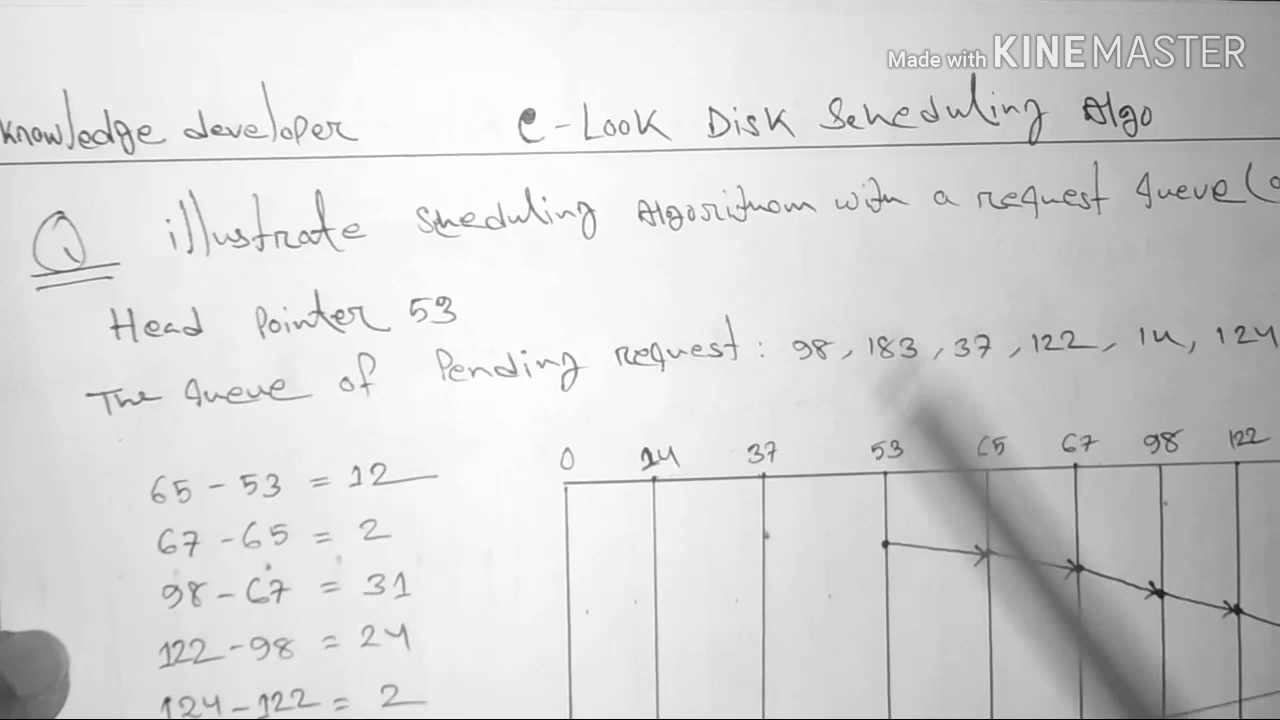 Made with KINEMASTER
knowledge developer e-Look Disk Scheduling Algo
Q illustrate Scheduling Algorithom with a request queue (
Head Pointer 53
The queue of Pending request: 98, 183, 37, 122, 14, 124
0 14 37 53 65 67 98 122
65 - 53 = 12
67 - 65 = 2
98 - 67 = 31
122 - 98 = 24
124 - 122 = 2